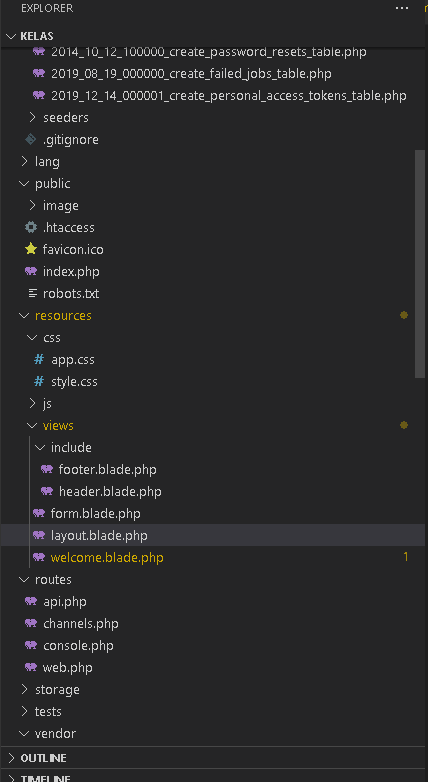 EXPLORER
KELAS
2014_10_12_100000_create_password_resets_table.php
2019_08_19_000000_create_failed_jobs_table.php
2019_12_14_000001_create_personal_access_tokens_table.php
seeders
.gitignore
lang
public
image
.htaccess
favicon.ico
index.php
robots.txt
resources
css
app.css
style.css
js
views
include
footer.blade.php
header.blade.php
form.blade.php
layout.blade.php
welcome.blade.php 1
routes
api.php
channels.php
console.php
web.php
storage
tests
vendor
OUTLINE
TIMELINE